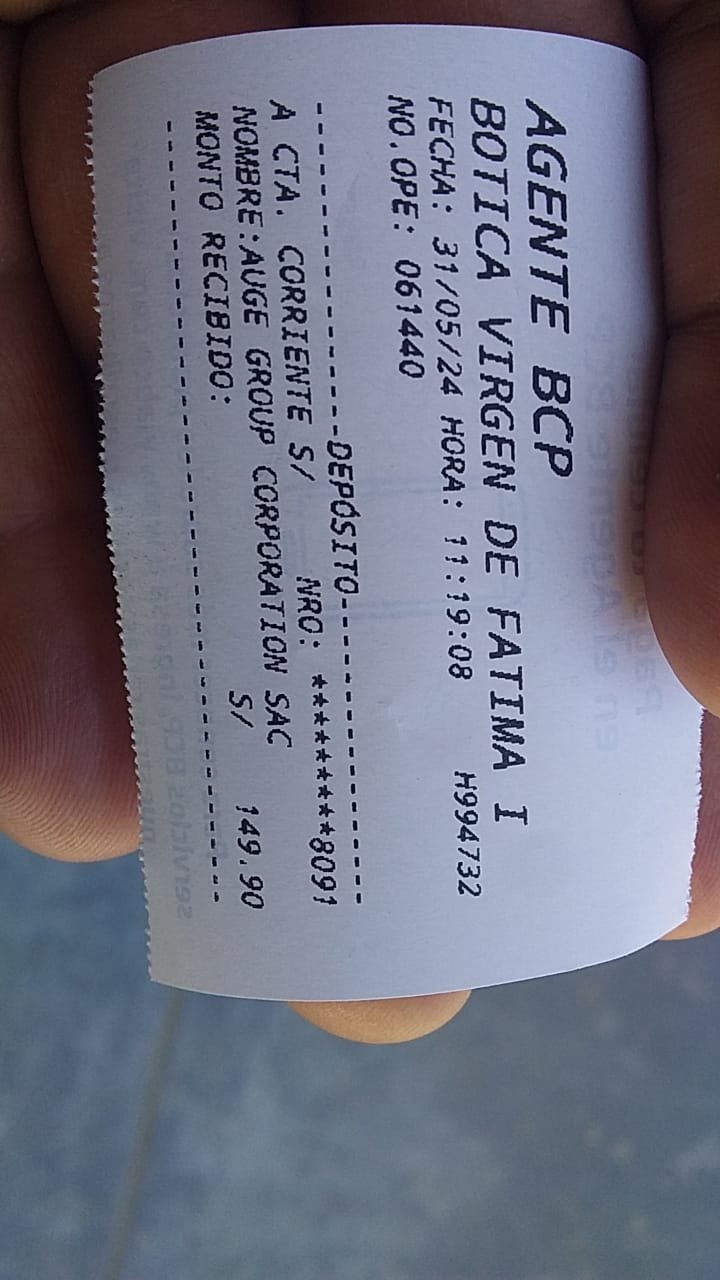 AGENTE BCP
BOTICA VIRGEN DE FATIMA I
FECHA: 31/05/24 HORA: 11:19:08 H994732
NO.OPE: 061440
------------------DEPÓSITO------------------
A CTA. CORRIENTE S/ NRO: **********8091
NOMBRE:AUGE GROUP CORPORATION SAC
MONTO RECIBIDO: S/ 149.90
--------------------------------------------